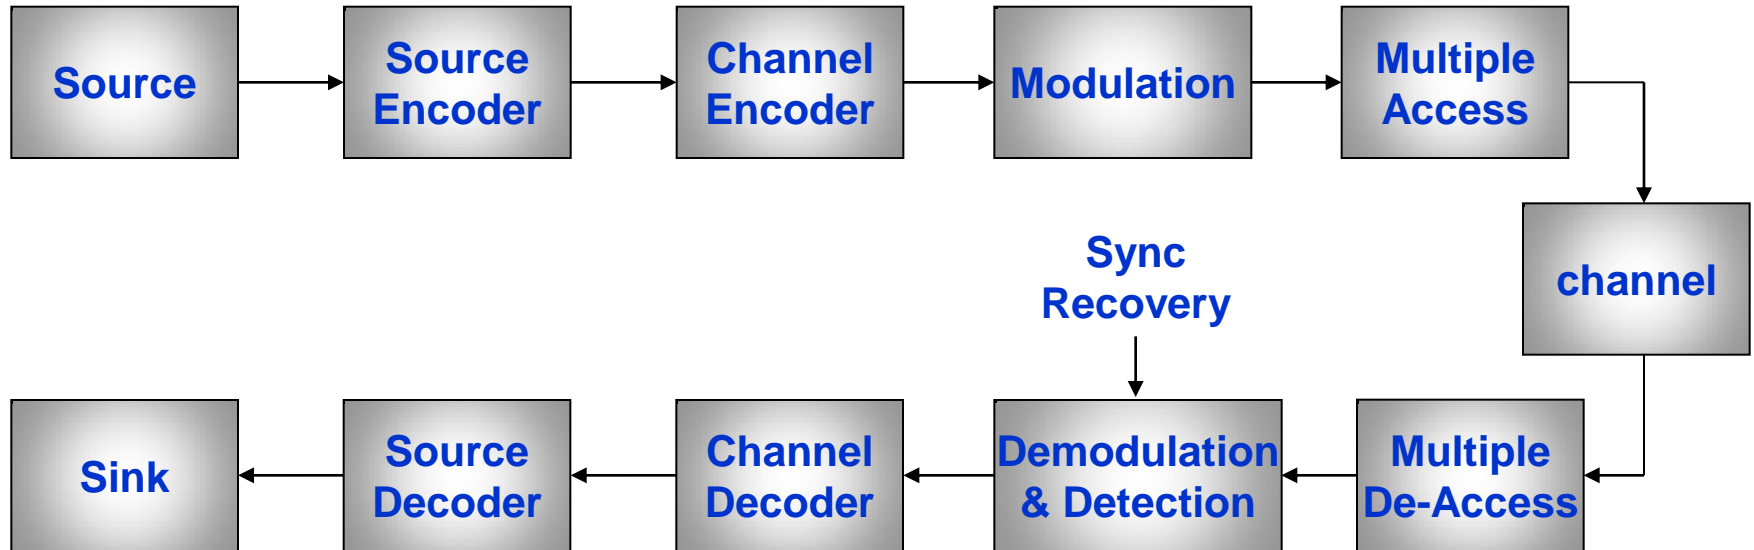 Source
Source
Encoder
Channel
Encoder
Modulation
Multiple
Access
channel
Sync
Recovery
Sink
Source
Decoder
Channel
Decoder
Demodulation
& Detection
Multiple
De-Access